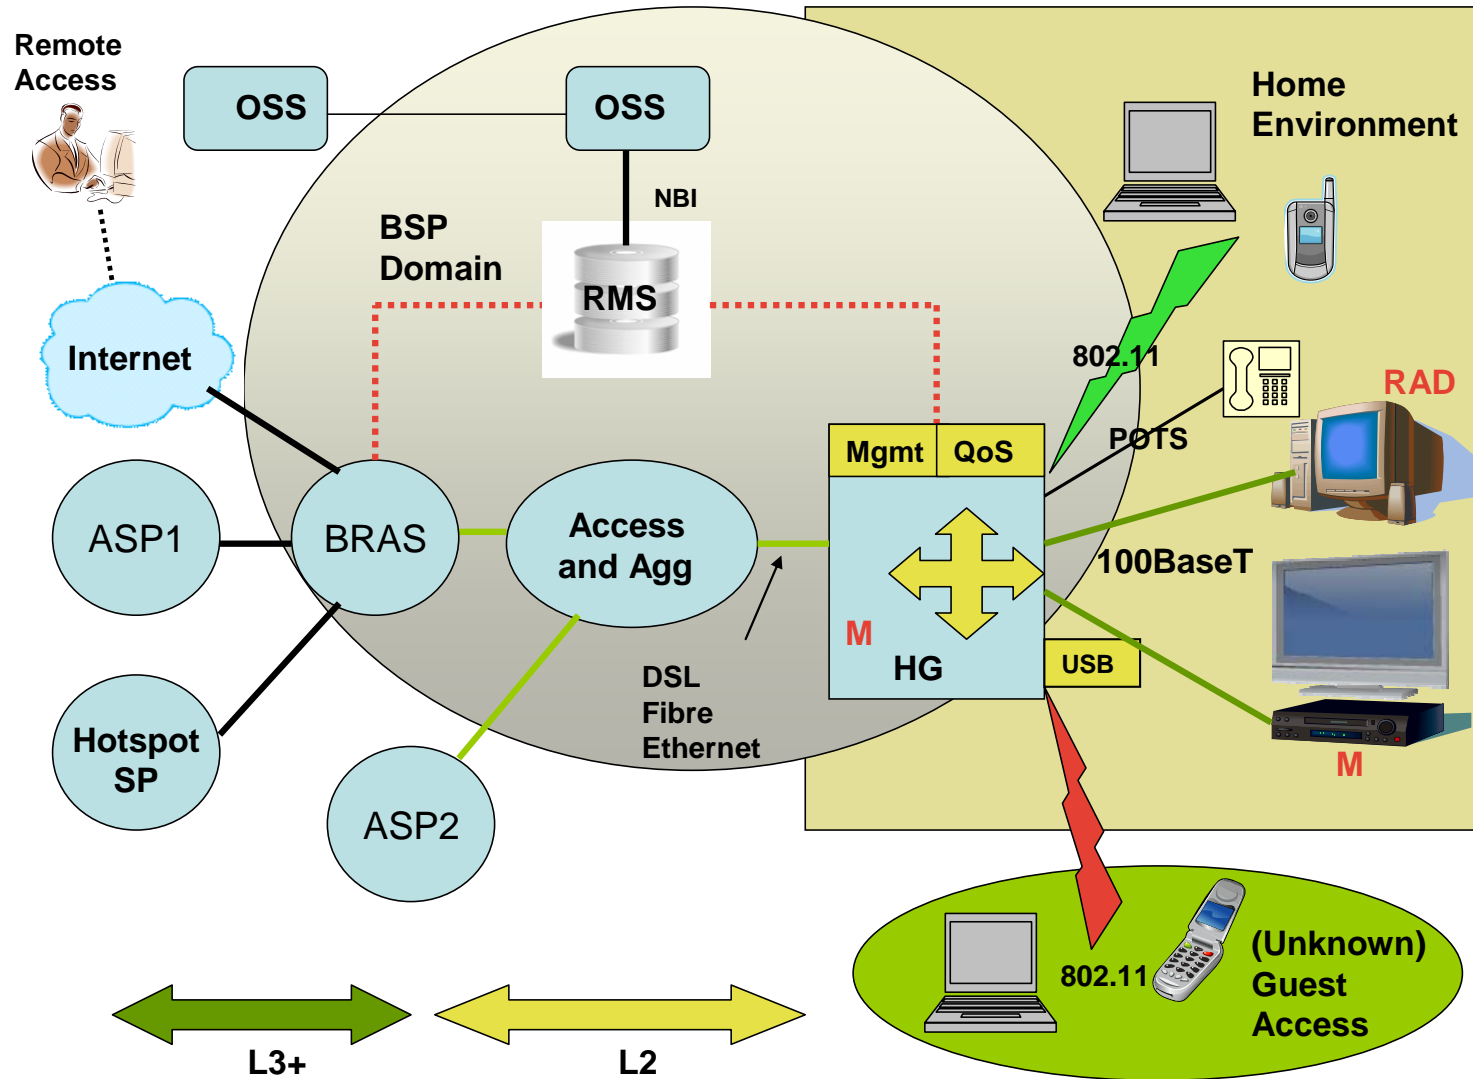 Remote
Access
OSS
OSS
Home
Environment
NBI
BSP
Domain
RMS
Internet
802.11
RAD
POTS
Mgmt
QoS
ASP1
BRAS
Access
and Agg
100BaseT
M
HG
USB
DSL
Fibre
Ethernet
Hotspot
SP
M
ASP2
(Unknown)
Guest
Access
802.11
L3+
L2